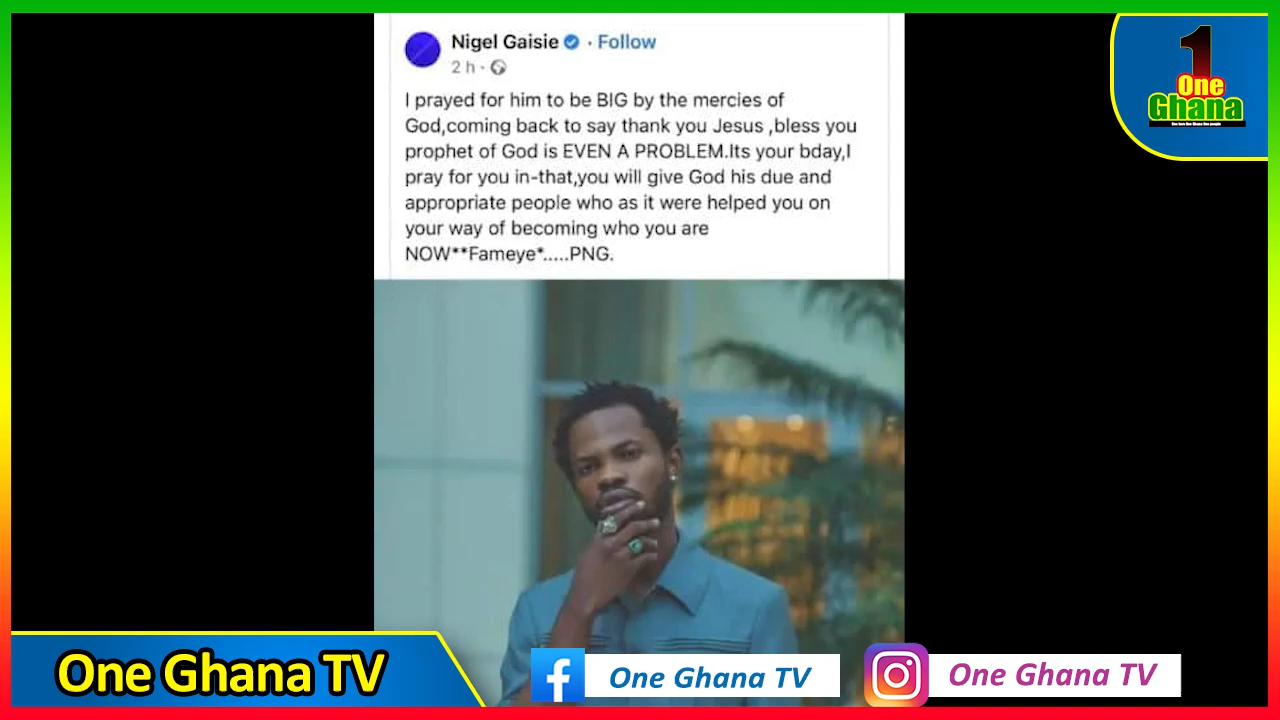 Nigel Gaisie · Follow
2 h ·
I prayed for him to be BIG by the mercies of
God,coming back to say thank you Jesus ,bless you
prophet of God is EVEN A PROBLEM.Its your bday,I
pray for you in-that,you will give God his due and
appropriate people who as it were helped you on
your way of becoming who you are
NOW**Fameye*.....PNG.
1
One
Ghana
One Ghana TV
One Ghana TV
One Ghana TV